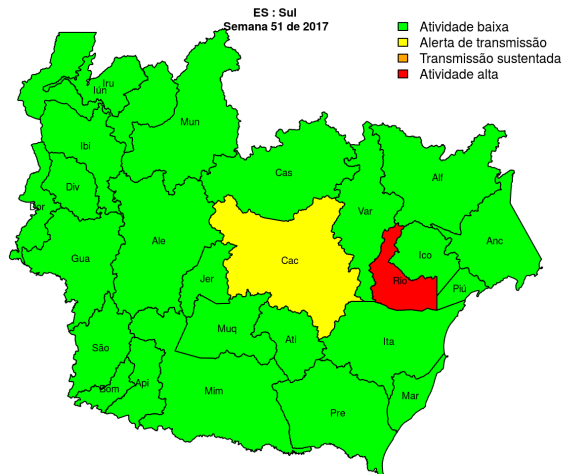 ES : Sul
Semana 51 de 2017
Atividade baixa
Alerta de transmissão
Transmissão sustentada
Atividade alta
Iru
Iún
Mun
Ibi
Cas
Alf
Div
Dor
Var
Ale
Anc
Gua
Ico
Cac
Jer
Rio
Piú
Muq
Ati
Ita
São
Bom
Api
Mim
Mar
Pre